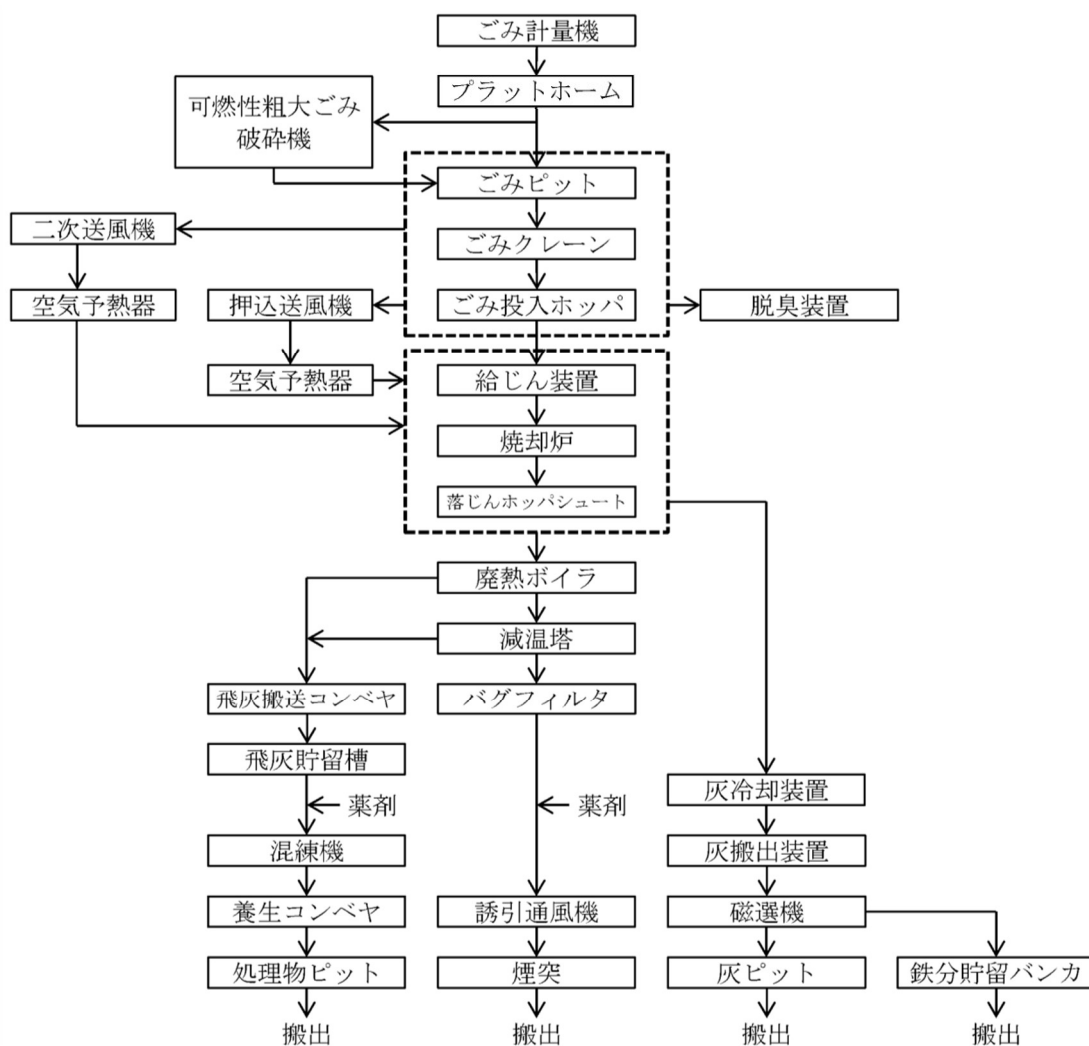 ごみ計量機
プラットホーム
可燃性粗大ごみ
破砕機
ごみピット
二次送風機
ごみクレーン
空気予熱器
押込送風機
ごみ投入ホッパ
脱臭装置
空気予熱器
給じん装置
焼却炉
落じんホッパシュート
廃熱ボイラ
減温塔
飛灰搬送コンベヤ
バグフィルタ
飛灰貯留槽
灰冷却装置
薬剤
薬剤
混練機
灰搬出装置
養生コンベヤ
誘引通風機
磁選機
処理物ピット
煙突
灰ピット
鉄分貯留バンカ
搬出
搬出
搬出
搬出